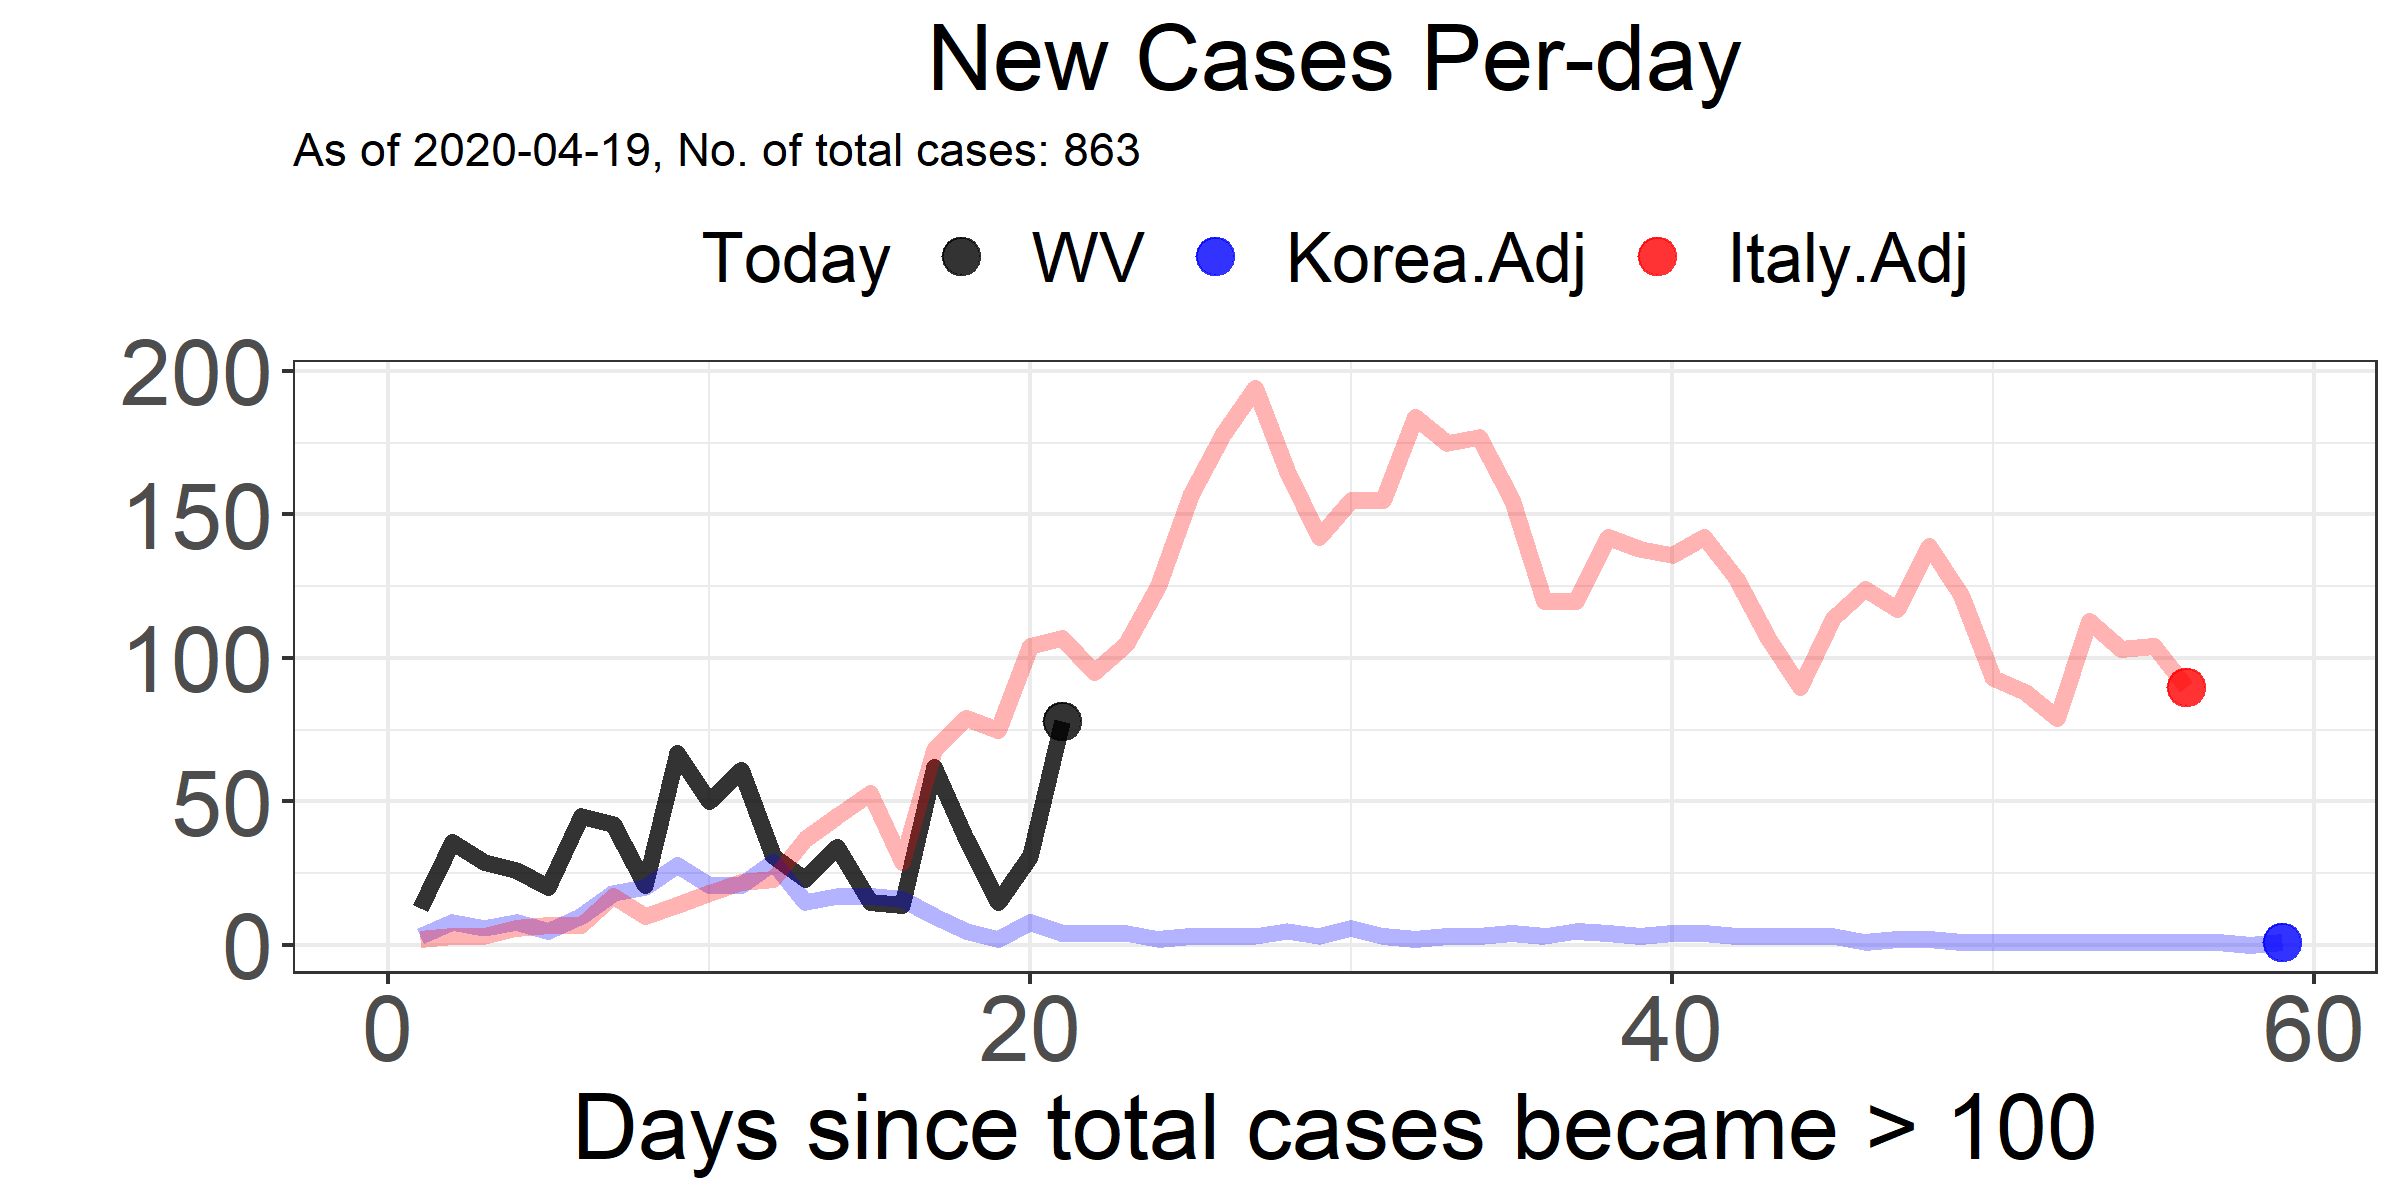 New Cases Per-day
As of 2020-04-19, No. of total cases: 863
Today WV Korea.Adj Italy.Adj
200
150
100
50
0
0 20 40 60
Days since total cases became > 100